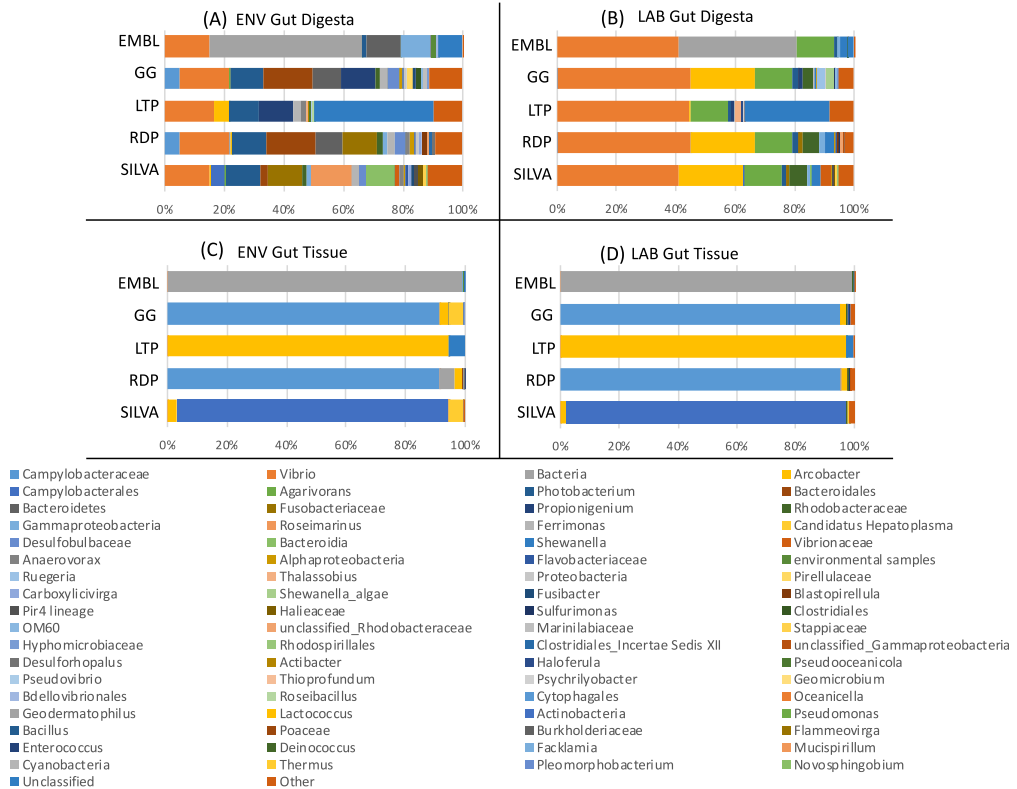 (A) ENV Gut Digesta
EMBL
GG
LTP
RDP
SILVA
0% 20% 40% 60% 80% 100%
(B) LAB Gut Digesta
EMBL
GG
LTP
RDP
SILVA
0% 20% 40% 60% 80% 100%
(C) ENV Gut Tissue
EMBL
GG
LTP
RDP
SILVA
0% 20% 40% 60% 80% 100%
(D) LAB Gut Tissue
EMBL
GG
LTP
RDP
SILVA
0% 20% 40% 60% 80% 100%
Campylobacteraceae Vibrio Bacteria Arcobacter
Campylobacterales Agarivorans Photobacterium Bacteroidales
Bacteroidetes Fusobacteriaceae Propionigenium Rhodobacteraceae
Gammaproteobacteria Roseimarinus Ferrimonas Candidatus Hepatoplasma
Desulfobulbaceae Bacteroidia Shewanella Vibrionaceae
Anaerovorax Alphaproteobacteria Flavobacteriaceae environmental samples
Ruegeria Thalassobius Proteobacteria Pirellulaceae
Carboxylicivirga Shewanella_algae Fusibacter Blastopirellula
Pir4 lineage Halieaceae Sulfurimonas Clostridiales
OM60 unclassified_Rhodobacteraceae Marinilabiaceae Stappiaceae
Hyphomicrobiaceae Rhodospirillales Clostridiales_Incertae Sedis XII unclassified_Gammaproteobacteria
Desulforhopalus Actibacter Haloferula Pseudooceanicola
Pseudovibrio Thioprofundum Psychrilyobacter Geomicrobium
Bdellovibrionales Roseibacillus Cytophagales Oceanicella
Geodermatophilus Lactococcus Actinobacteria Pseudomonas
Bacillus Poaceae Burkholderiaceae Flammeovirga
Enterococcus Deinococcus Facklamia Mucispirillum
Cyanobacteria Thermus Pleomorphobacterium Novosphingobium
Unclassified Other